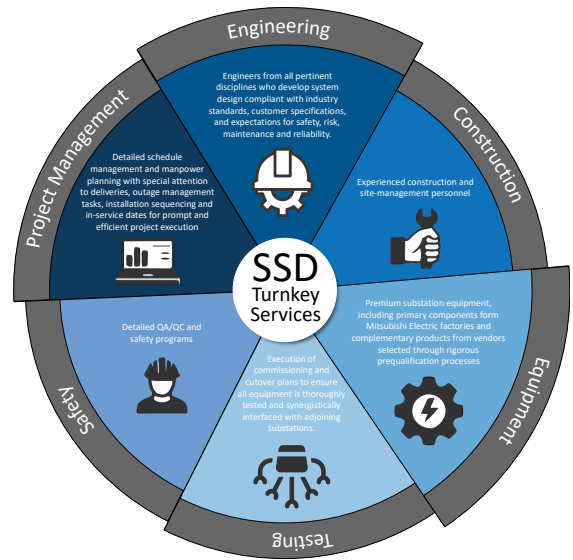 Engineering
Engineers from all pertinent
disciplines who develop system
design compliant with industry
standards, customer specifications,
and expectations for safety, risk,
maintenance and reliability.
Construction
Experienced construction and
site-management personnel
Equipment
Premium substation equipment,
including primary components form
Mitsubishi Electric factories and
complementary products from vendors
selected through rigorous
prequalification processes
Testing
Execution of
commissioning and
cutover plans to ensure
all equipment is thoroughly
tested and synergistically
interfaced with adjoining
substations.
Safety
Detailed QA/QC and
safety programs
Project Management
Detailed schedule
management and manpower
planning with special attention
to deliveries, outage management
tasks, installation sequencing and
in-service dates for prompt and
efficient project execution
SSD
Turnkey
Services